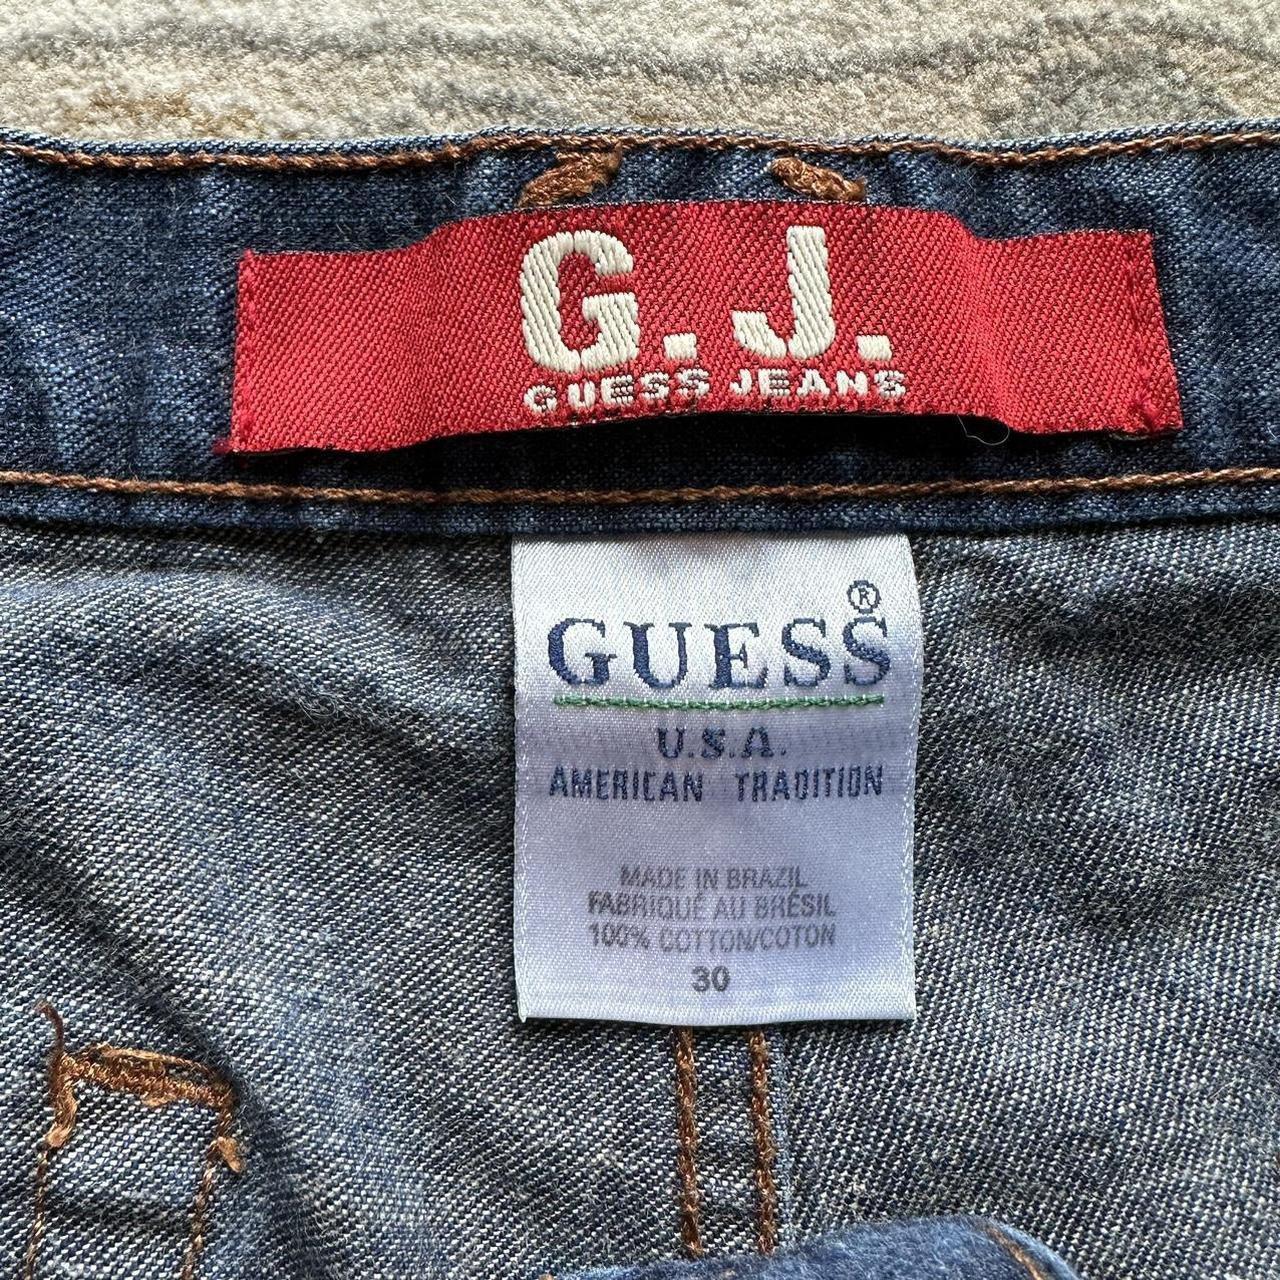 G.J.
GUESS JEANS
GUESS®
U.S.A.
AMERICAN TRADITION
MADE IN BRAZIL
FABRIQUÉ AU BRÉSIL
100% COTTON/COTON
30